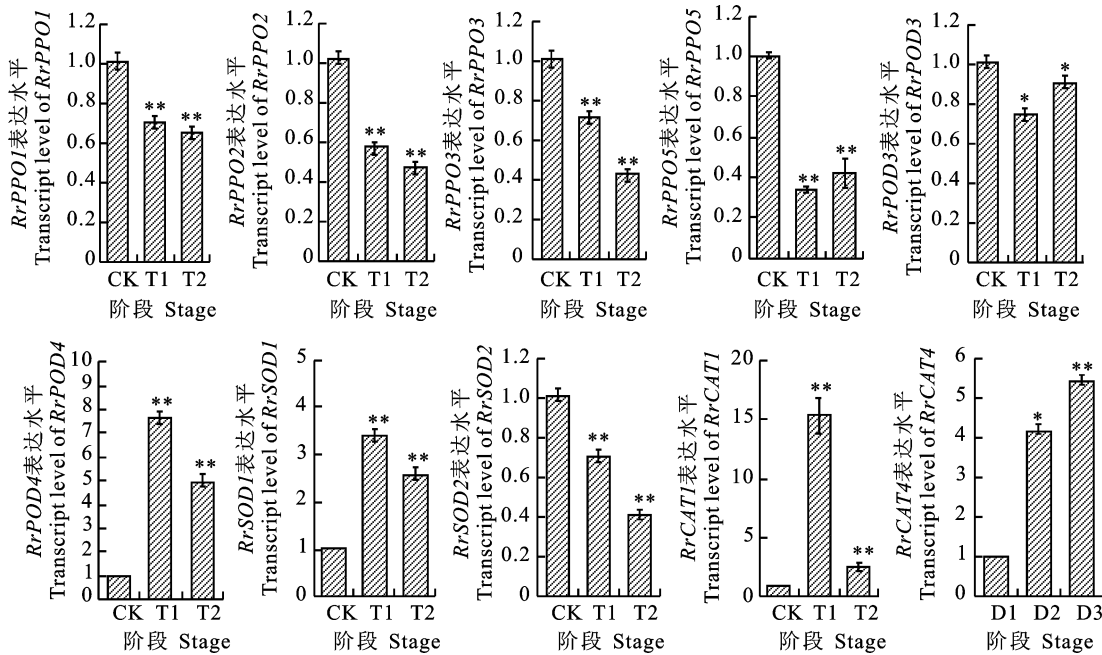 RrPPO1表达水平
Transcript level of RrPPO1
1.2
1.0
0.8
0.6
0.4
0.2
0
**
**
CK T1 T2
阶段 Stage
RrPPO2表达水平
Transcript level of RrPPO2
1.2
1.0
0.8
0.6
0.4
0.2
0
**
**
CK T1 T2
阶段 Stage
RrPPO3表达水平
Transcript level of RrPPO3
1.2
1.0
0.8
0.6
0.4
0.2
0
**
**
CK T1 T2
阶段 Stage
RrPPO5表达水平
Transcript level of RrPPO5
1.2
1.0
0.8
0.6
0.4
0.2
0
**
**
CK T1 T2
阶段 Stage
RrPOD3表达水平
Transcript level of RrPOD3
1.2
1.0
0.8
0.6
0.4
0.2
0
*
*
CK T1 T2
阶段 Stage
RrPOD4表达水平
Transcript level of RrPOD4
10
9
8
7
6
5
4
3
2
1
0
**
**
CK T1 T2
阶段 Stage
RrSOD1表达水平
Transcript level of RrSOD1
5
4
3
2
1
0
**
**
CK T1 T2
阶段 Stage
RrSOD2表达水平
Transcript level of RrSOD2
1.2
1.0
0.8
0.6
0.4
0.2
0
**
**
CK T1 T2
阶段 Stage
RrCAT1表达水平
Transcript level of RrCAT1
20
15
10
5
0
**
**
CK T1 T2
阶段 Stage
RrCAT4表达水平
Transcript level of RrCAT4
6
5
4
3
2
1
0
*
**
D1 D2 D3
阶段 Stage